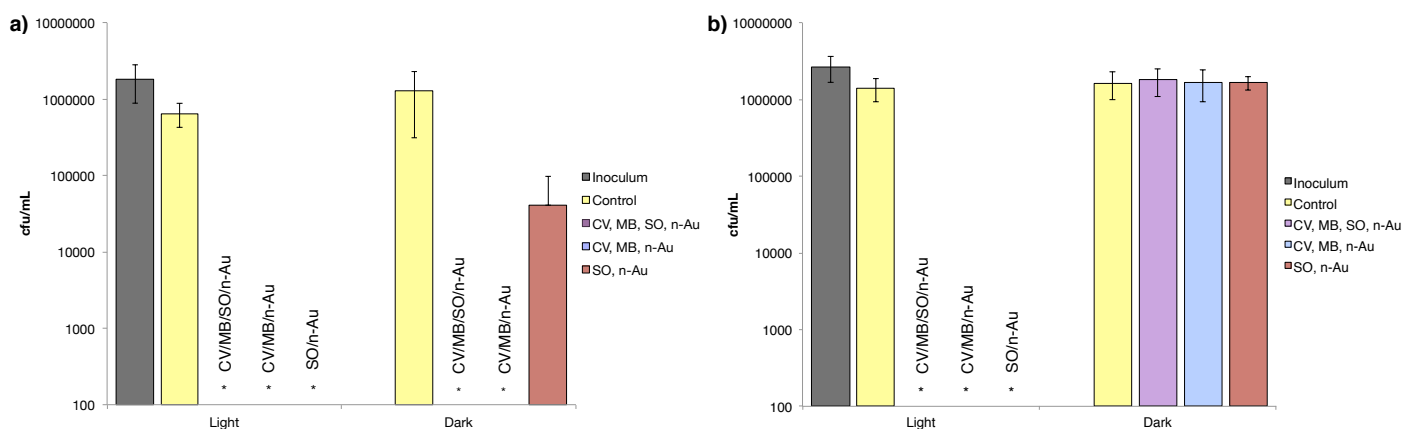 a)
10000000
1000000
100000
10000
1000
100
cfu/mL
CV/MB/SO/n-Au
CV/MB/n-Au
SO/n-Au
* * *
CV/MB/SO/n-Au
CV/MB/n-Au
* *
Light Dark
Inoculum
Control
CV, MB, SO, n-Au
CV, MB, n-Au
SO, n-Au
b)
10000000
1000000
100000
10000
1000
100
cfu/mL
CV/MB/SO/n-Au
CV/MB/n-Au
SO/n-Au
* * *
Light Dark
Inoculum
Control
CV, MB, SO, n-Au
CV, MB, n-Au
SO, n-Au